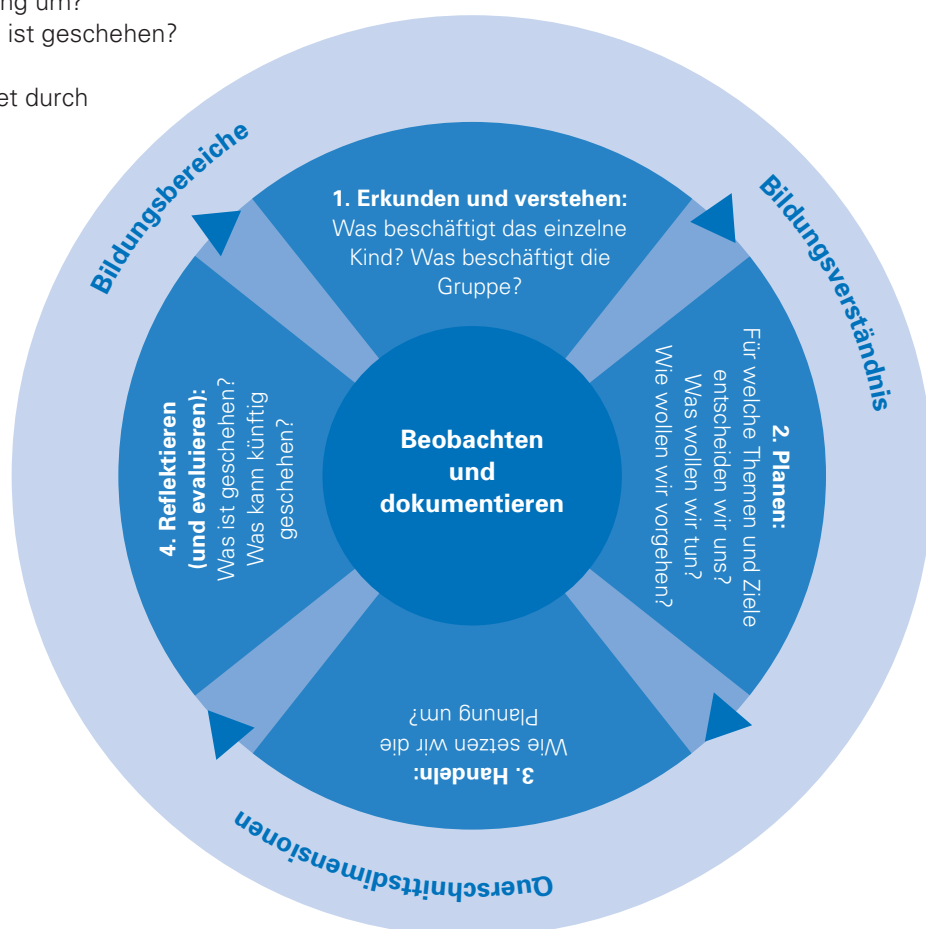 ng um?
ist geschehen?
et durch
Bildungsbereiche
Bildungsverständnis
1. Erkunden und verstehen:
Was beschäftigt das einzelne
Kind? Was beschäftigt die
Gruppe?
2. Planen:
Für welche Themen und Ziele
entscheiden wir uns?
Was wollen wir tun?
Wie wollen wir vorgehen?
Beobachten
und
dokumentieren
4. Reflektieren
(und evaluieren):
Was ist geschehen?
Was kann künftig
geschehen?
3. Handeln:
Wie setzen wir die
Planung um?
Querschnittsdimensionen